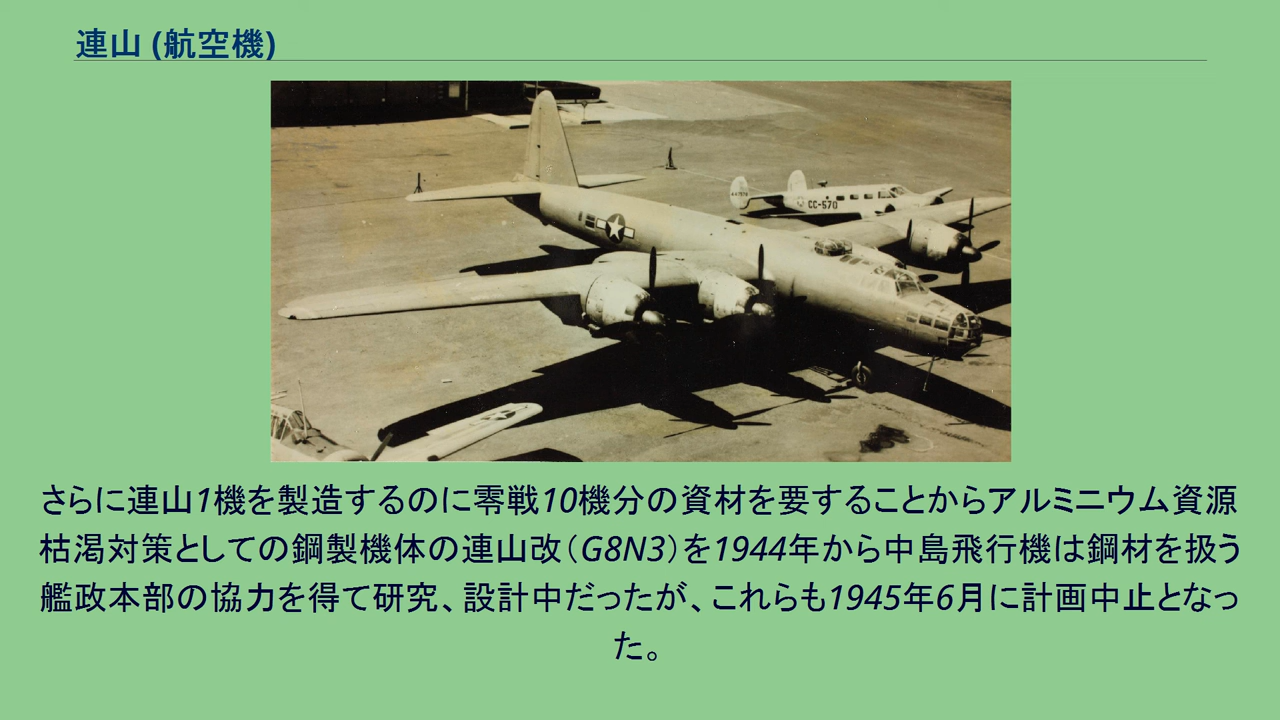 連山 (航空機)
CC-570
さらに連山1機を製造するのに零戦10機分の資材を要することからアルミニウム資源
枯渇対策としての鋼製機体の連山改（G8N3）を1944年から中島飛行機は鋼材を扱う
艦政本部の協力を得て研究、設計中だったが、これらも1945年6月に計画中止となっ
た。